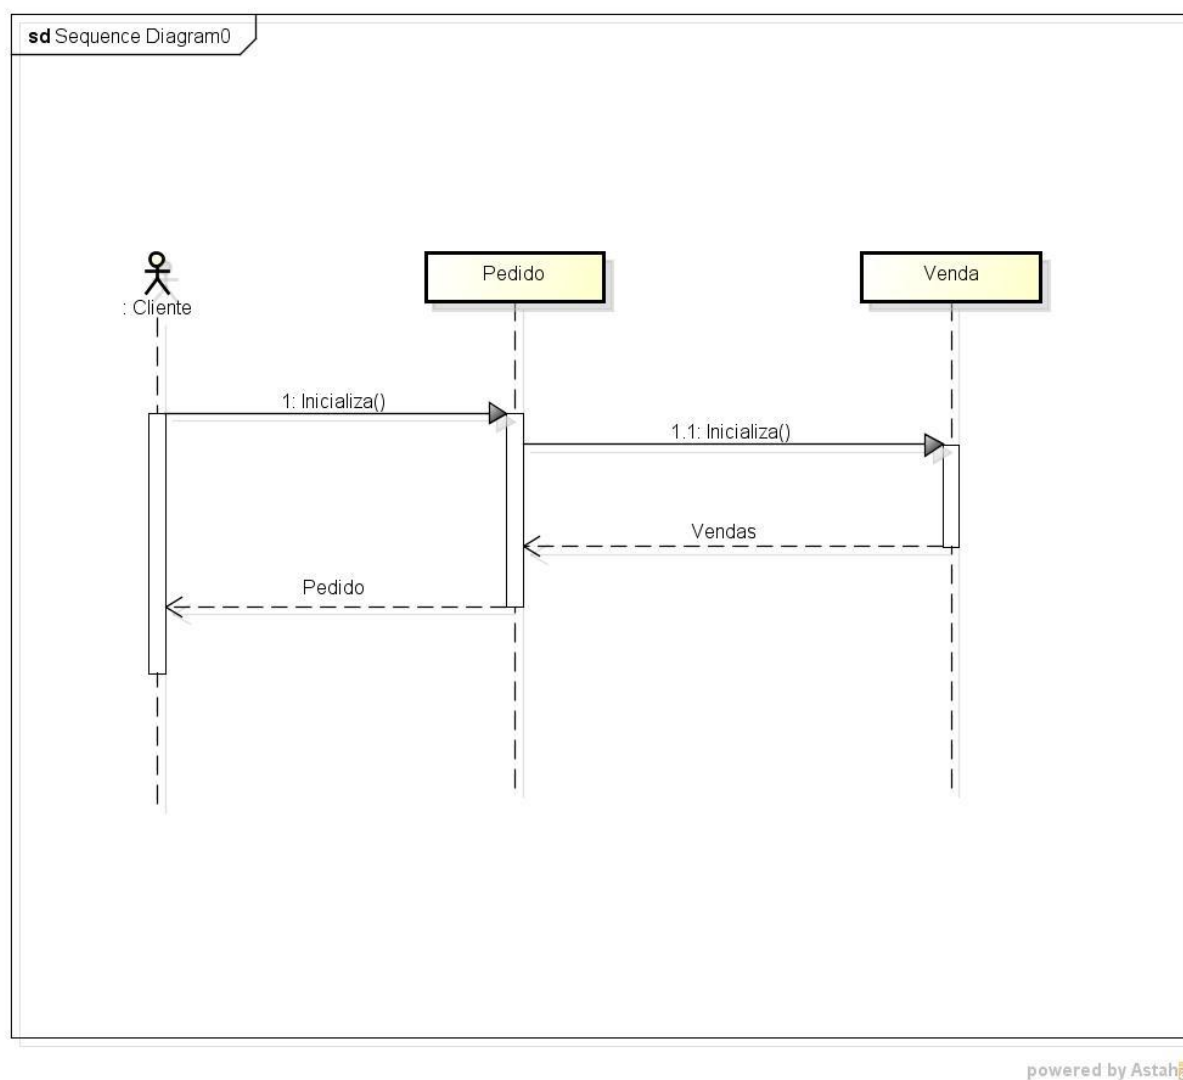 sd Sequence Diagram0
: Cliente
Pedido
Venda
1: Inicializa()
1.1: Inicializa()
Vendas
Pedido
powered by Astah